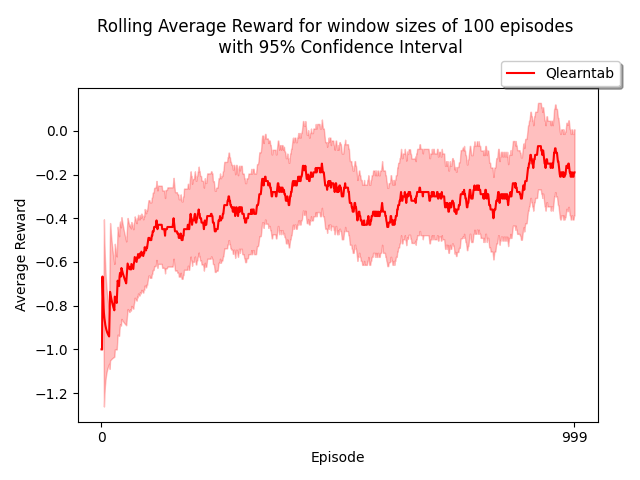 Rolling Average Reward for window sizes of 100 episodes
with 95% Confidence Interval
Qlearntab
0.0
−0.2
−0.4
−0.6
−0.8
−1.0
−1.2
Average Reward
0
999
Episode